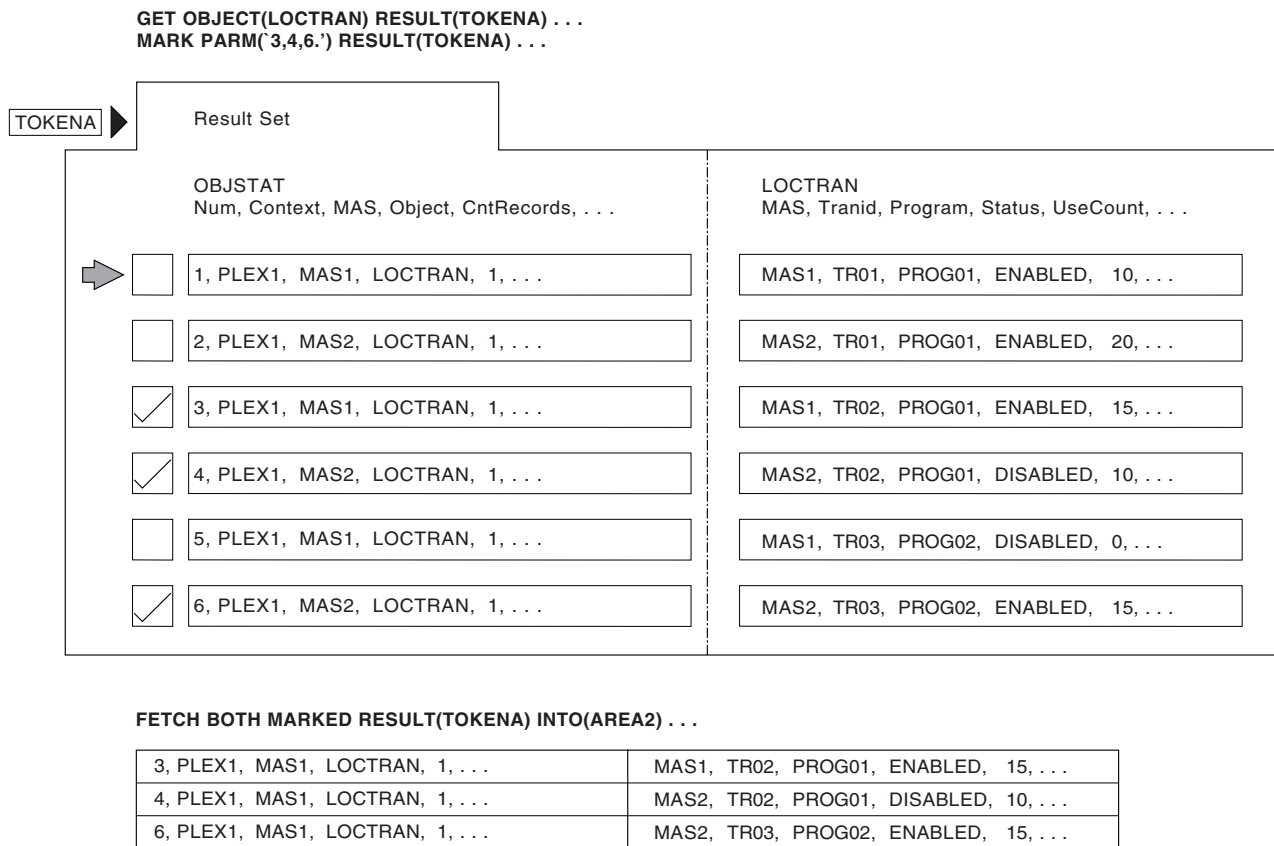 GET OBJECT(LOCTRAN) RESULT(TOKENA) . . .
MARK PARM(`3,4,6.') RESULT(TOKENA) . . .
TOKENA
Result Set
OBJSTAT
Num, Context, MAS, Object, CntRecords, . . .
LOCTRAN
MAS, Tranid, Program, Status, UseCount, . . .
1, PLEX1, MAS1, LOCTRAN, 1, . . .
MAS1, TR01, PROG01, ENABLED, 10, . . .
2, PLEX1, MAS2, LOCTRAN, 1, . . .
MAS2, TR01, PROG01, ENABLED, 20, . . .
3, PLEX1, MAS1, LOCTRAN, 1, . . .
MAS1, TR02, PROG01, ENABLED, 15, . . .
4, PLEX1, MAS2, LOCTRAN, 1, . . .
MAS2, TR02, PROG01, DISABLED, 10, . . .
5, PLEX1, MAS1, LOCTRAN, 1, . . .
MAS1, TR03, PROG02, DISABLED, 0, . . .
6, PLEX1, MAS2, LOCTRAN, 1, . . .
MAS2, TR03, PROG02, ENABLED, 15, . . .
FETCH BOTH MARKED RESULT(TOKENA) INTO(AREA2) . . .
3, PLEX1, MAS1, LOCTRAN, 1, . . .
MAS1, TR02, PROG01, ENABLED, 15, . . .
4, PLEX1, MAS1, LOCTRAN, 1, . . .
MAS2, TR02, PROG01, DISABLED, 10, . . .
6, PLEX1, MAS1, LOCTRAN, 1, . . .
MAS2, TR03, PROG02, ENABLED, 15, . . .